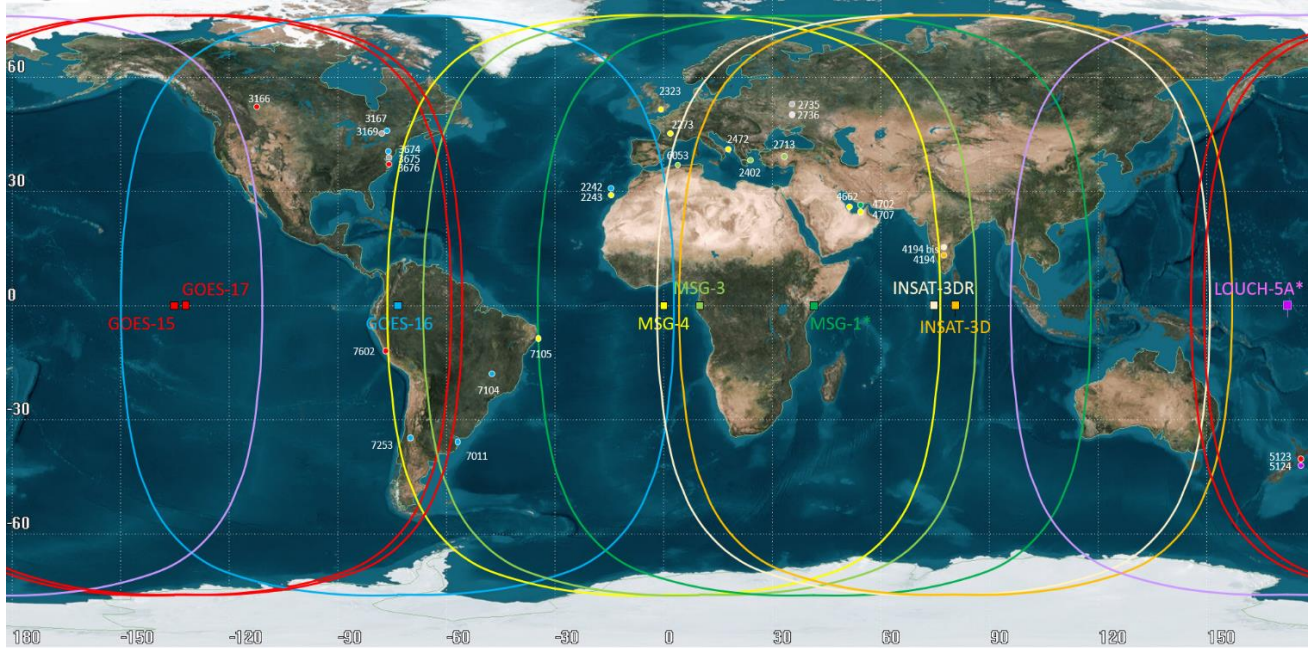 60
3166
3167
3169
3674
3675
3676
2323
2273
2472
6053
2402
2713
2735
2736
30
2242
2243
4662
4702
4707
4194 bis
4194
0
GOES-17
GOES-15
GOES-16
MSG-3
MSG-4
MSG-1*
INSAT-3DR
INSAT-3D
LOUCH-5A*
7602
7105
7104
-30
7253
7011
5123
5124
-60
180 -150 -120 -90 -60 -30 0 30 60 90 120 150